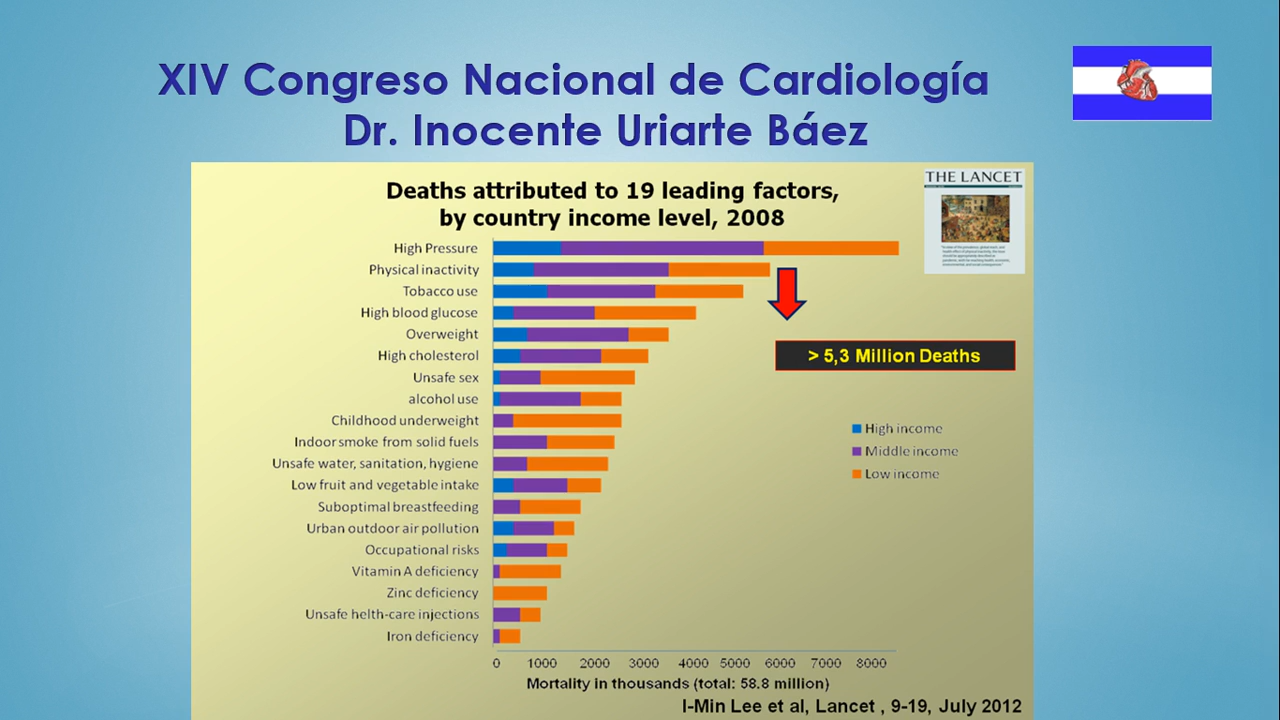 XIV Congreso Nacional de Cardiología
Dr. Inocente Uriarte Báez
THE LANCET
Deaths attributed to 19 leading factors,
by country income level, 2008
High Pressure
Physical inactivity
Tobacco use
High blood glucose
Overweight
High cholesterol
Unsafe sex
alcohol use
Childhood underweight
Indoor smoke from solid fuels
Unsafe water, sanitation, hygiene
Low fruit and vegetable intake
Suboptimal breastfeeding
Urban outdoor air pollution
Occupational risks
Vitamin A deficiency
Zinc deficiency
Unsafe helth-care injections
Iron deficiency
> 5,3 Million Deaths
High income
Middle income
Low income
0 1000 2000 3000 4000 5000 6000 7000 8000
Mortality in thousands (total: 58.8 million)
I-Min Lee et al, Lancet , 9-19, July 2012